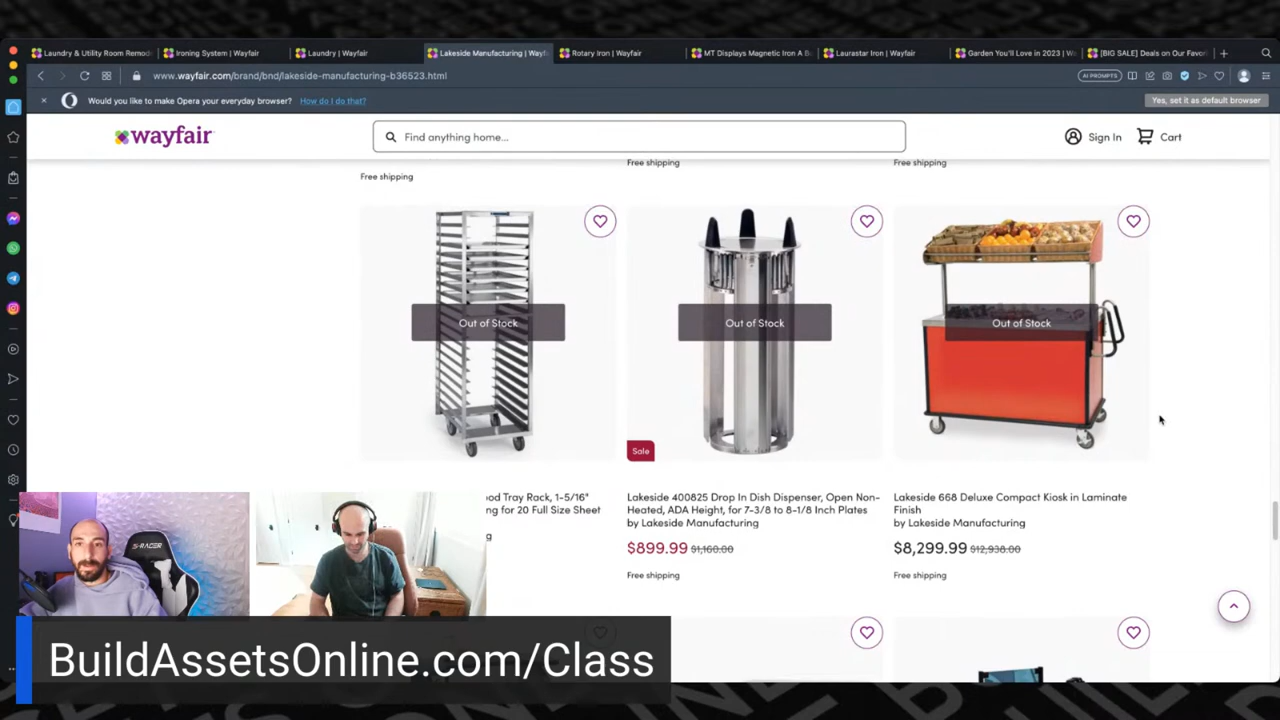 Laundry & Utility Room Remod
Ironing System | Wayfair
Laundry | Wayfair
Lakeside Manufacturing | Wayf
Rotary Iron | Wayfair
MT Displays Magnetic Iron A B
Laurastar Iron | Wayfair
Garden You'll Love in 2023 | W
[BIG SALE] Deals on Our Favor
www.wayfair.com/brand/bnd/lakeside-manufacturing-b36523.html
AI PROMPTS
Would you like to make Opera your everyday browser? How do I do that?
Yes, set it as default browser
wayfair
Find anything home...
Sign In
Cart
Free shipping
Free shipping
Free shipping
Out of Stock
Out of Stock
Out of Stock
Sale
od Tray Rack, 1-5/16"
ng for 20 Full Size Sheet
g
Lakeside 400825 Drop In Dish Dispenser, Open Non-
Heated, ADA Height, for 7-3/8 to 8-1/8 Inch Plates
by Lakeside Manufacturing
$899.99 $1,160.00
Free shipping
Lakeside 668 Deluxe Compact Kiosk in Laminate
Finish
by Lakeside Manufacturing
$8,299.99 $12,938.00
Free shipping
S-RACER
BuildAssetsOnline.com/Class